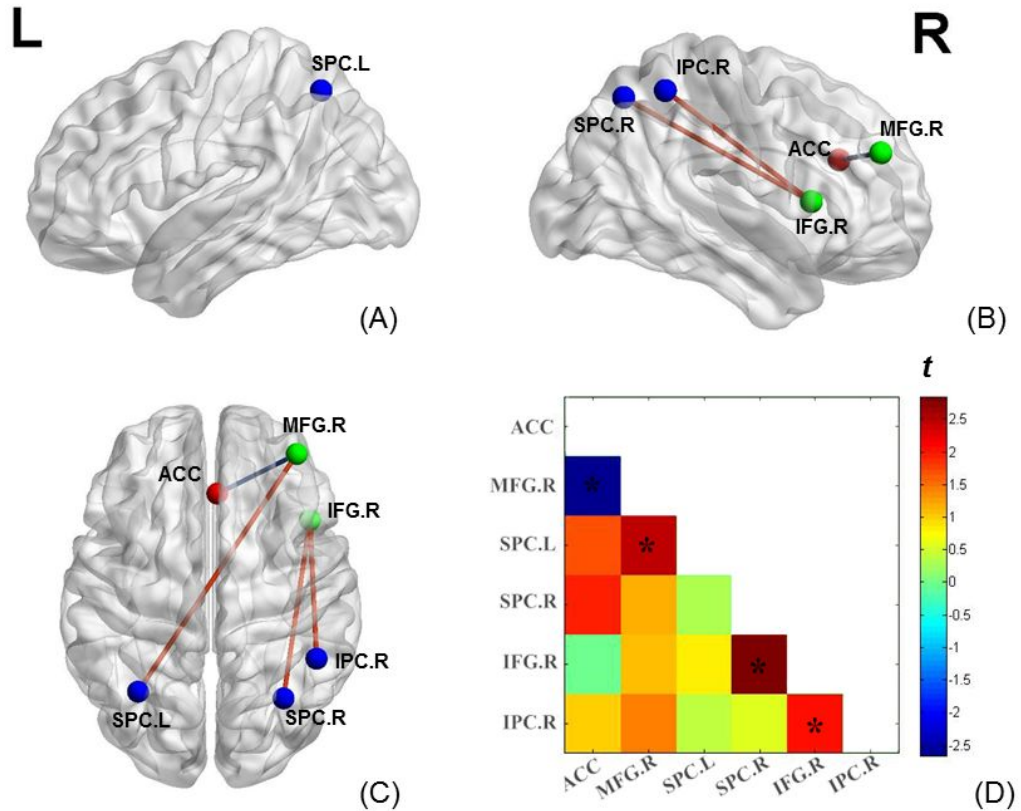 L
SPC.L
(A)
R
IPC.R
SPC.R
MFG.R
ACC
IFG.R
(B)
MFG.R
ACC
IFG.R
IPC.R
SPC.L
SPC.R
(C)
t
ACC
MFG.R
SPC.L
SPC.R
IFG.R
IPC.R
*
*
*
*
ACC
MFG.R
SPC.L
SPC.R
IFG.R
IPC.R
2.5
2
1.5
1
0.5
0
-0.5
-1
-1.5
-2
-2.5
(D)